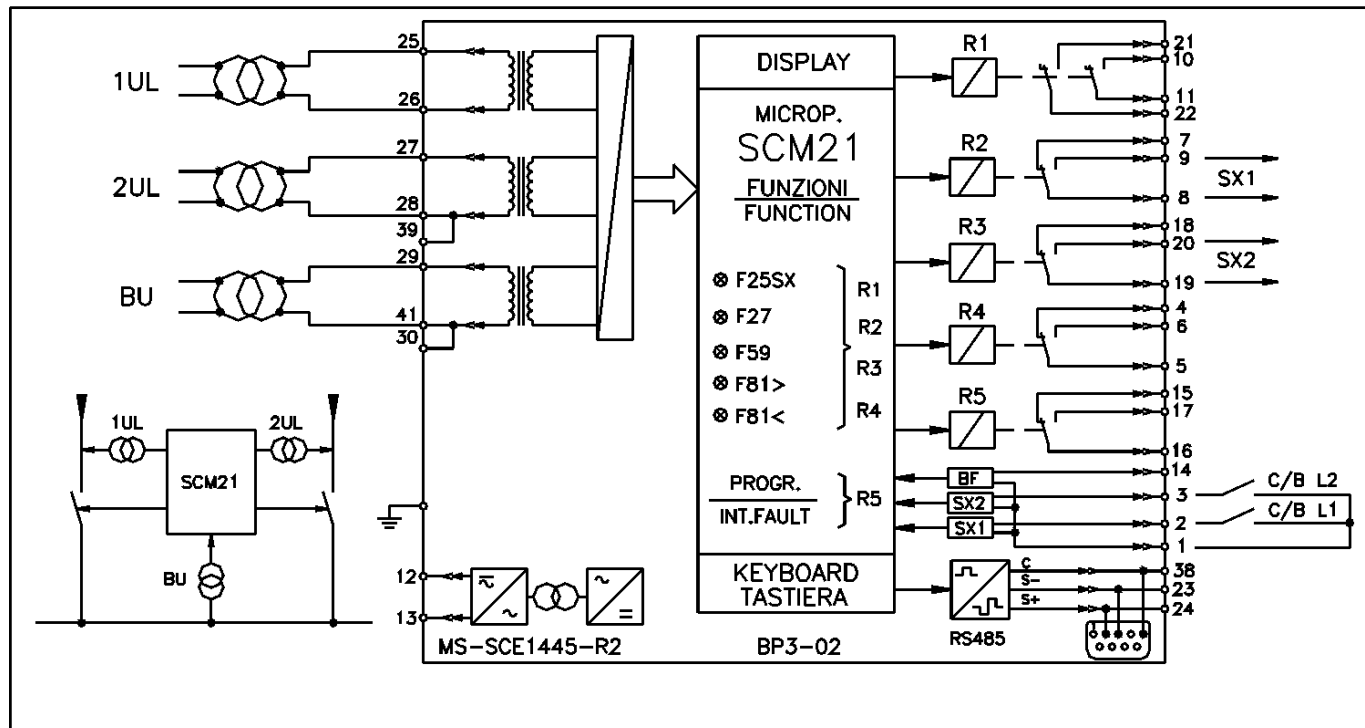 1UL
25
26
2UL
27
28
39
BU
29
41
30
1UL
2UL
SCM21
BU
12
13
MS-SCE1445-R2
DISPLAY
MICROP.
SCM21
FUNZIONI
FUNCTION
F25SX
F27
F59
F81>
F81<
R1
R2
R3
R4
PROGR.
INT.FAULT
R5
KEYBOARD
TASTIERA
BP3-02
R1
21
10
11
22
R2
7
9
8
SX1
R3
18
20
19
SX2
R4
4
6
5
R5
15
17
16
BF
14
SX2
3
C/B L2
SX1
2
C/B L1
1
C
38
S-
23
S+
24
RS485
1